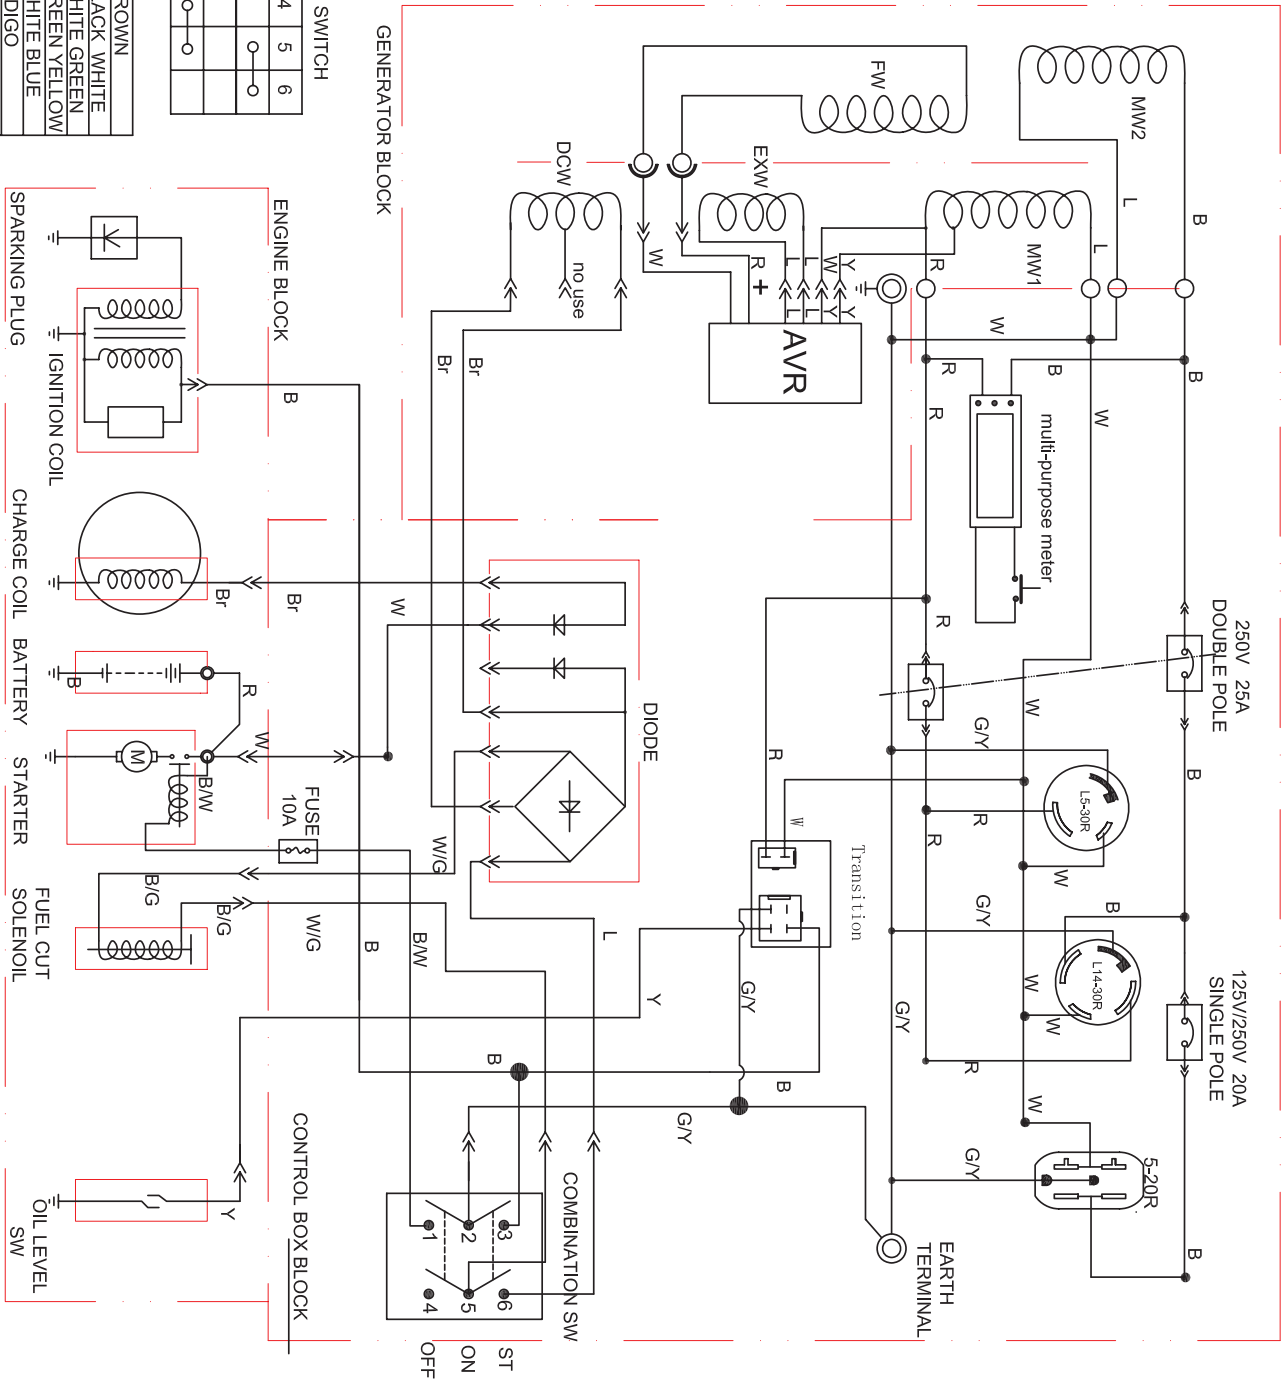 SWITCH
4 5 6
ROWN
ACK WHITE
HITE GREEN
REEN YELLOW
HITE BLUE
DIGO
GENERATOR BLOCK
MW2
FW
DCW
EXW
MW1
no use
L
B
L
R
W
R
L
L
W
Y
+
L
L
Y
Y
AVR
W
R
B
B
R
W
multi-purpose meter
Br
Br
ENGINE BLOCK
SPARKING PLUG
IGNITION COIL
B
CHARGE COIL
Br
Br
W
BATTERY
B
R
STARTER
M
W
B/W
FUSE
10A
FUEL CUT
SOLENOIL
B/G
B/G
W/G
W/G
B
B/W
L
DIODE
250V 25A
DOUBLE POLE
R
W
G/Y
B
R
W
L5-30R
R
R
W
Transition
G/Y
B
L14-30R
W
W
R
G/Y
125V/250V 20A
SINGLE POLE
Y
G/Y
B
B
G/Y
W
G/Y
5-20R
B
EARTH
TERMINAL
CONTROL BOX BLOCK
COMBINATION SW
1
2
3
4
5
6
OFF
ON
ST
Y
OIL LEVEL
SW